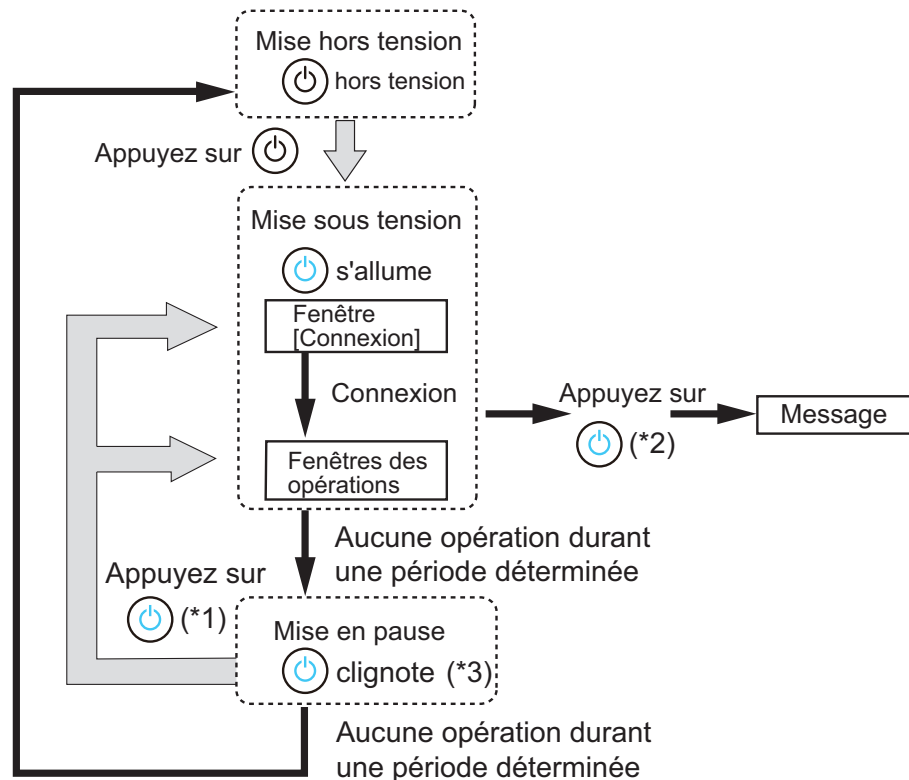 Mise hors tension
hors tension
Appuyez sur
Mise sous tension
s'allume
Fenêtre
[Connexion]
Connexion
Fenêtres des
opérations
Appuyez sur
(*2)
Message
Aucune opération durant
une période déterminée
Appuyez sur
(*1)
Mise en pause
clignote (*3)
Aucune opération durant
une période déterminée